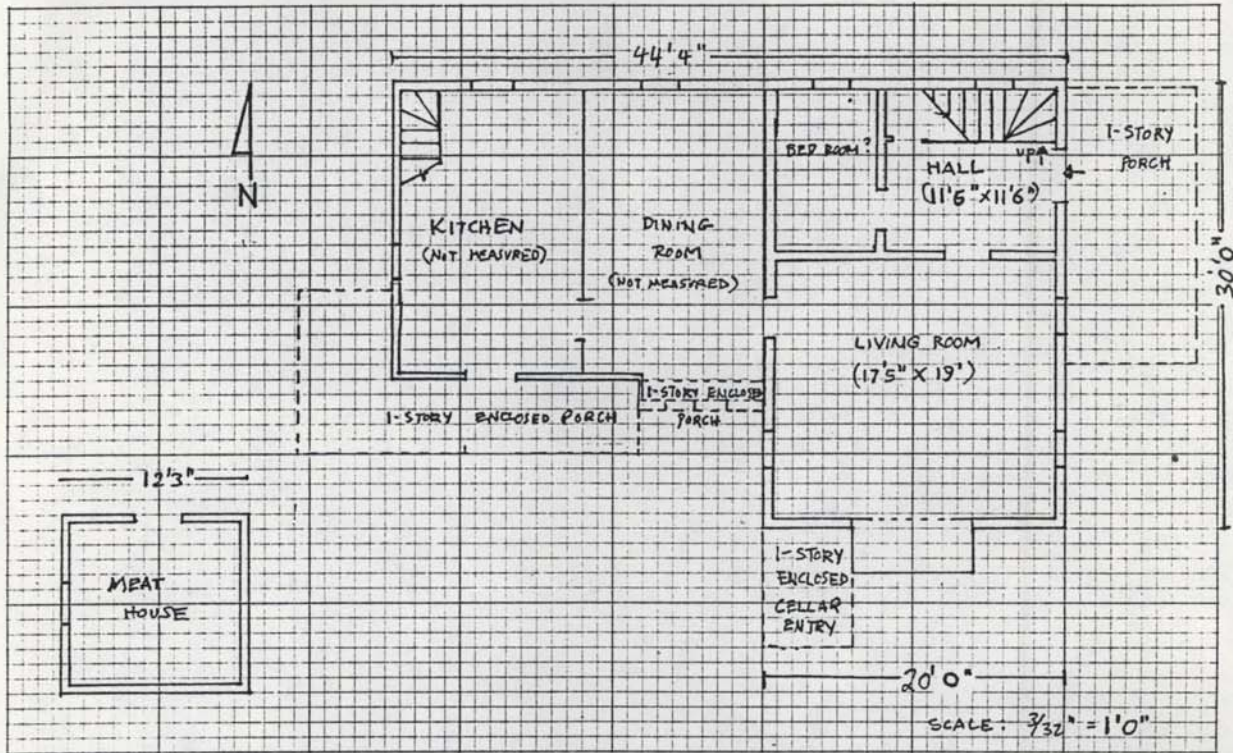 44'4"
N
KITCHEN
(NOT MEASURED)
DINING
ROOM
(NOT MEASURED)
BED ROOM?
UP
HALL
(11'6" x 11'6")
1-STORY
PORCH
30'0"
LIVING ROOM
(17'5" X 19')
1-STORY ENCLOSED PORCH
1-STORY ENCLOSED
PORCH
12'3"
MEAT
HOUSE
1-STORY
ENCLOSED
CELLAR
ENTRY
20'0"
SCALE: 3/32" = 1'0"